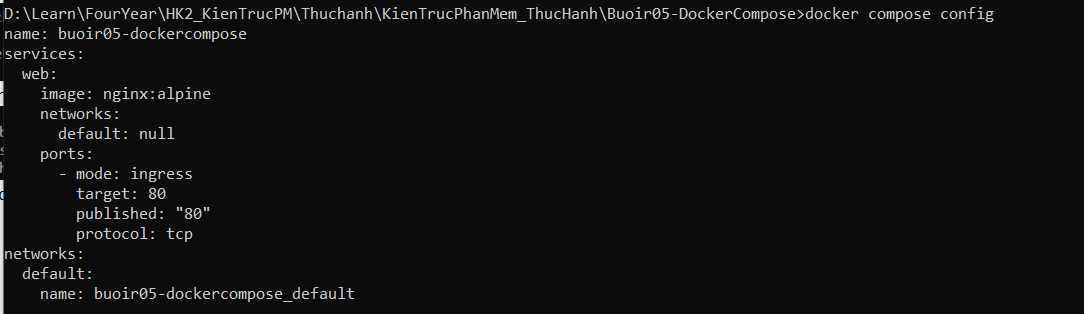 D:\Learn\FourYear\HK2_KienTrucPM\Thuchanh\KienTrucPhanMem_ThucHanh\Buoir05-DockerCompose>docker compose config
name: buoir05-dockercompose
services:
  web:
    image: nginx:alpine
    networks:
      default: null
    ports:
      - mode: ingress
        target: 80
        published: "80"
        protocol: tcp
networks:
  default:
    name: buoir05-dockercompose_default